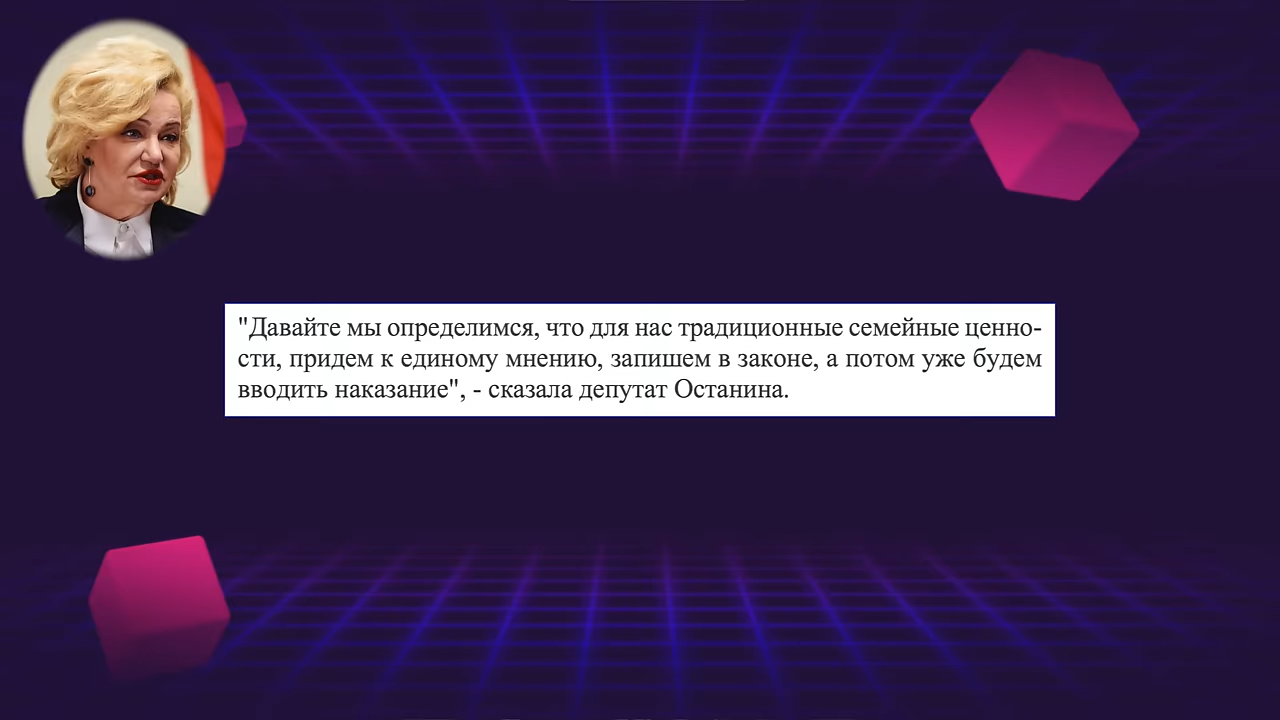 "Давайте мы определимся, что для нас традиционные семейные ценно-
сти, придем к единому мнению, запишем в законе, а потом уже будем
вводить наказание", - сказала депутат Останина.